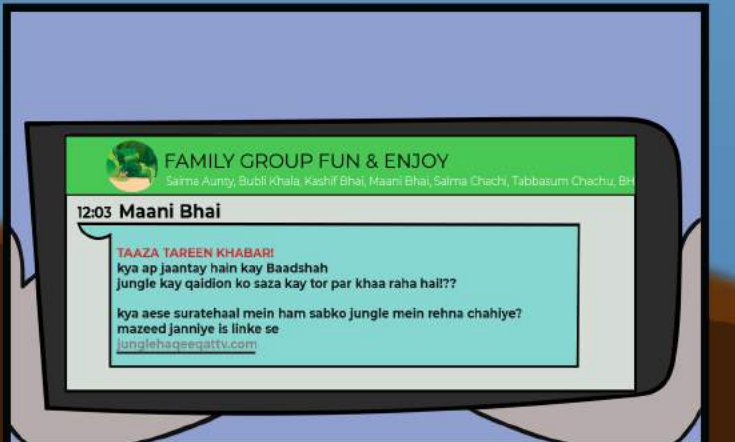 FAMILY GROUP FUN & ENJOY
Saima Aunty, Bubli Khala, Kashif Bhai, Maani Bhai, Salma Chachi, Tabbasum Chachu, BH
12:03 Maani Bhai
TAAZA TAREEN KHABAR!
kya ap jaantay hain kay Baadshah
jungle kay qaidion ko saza kay tor par khaa raha hai!??
kya aese suratehaal mein ham sabko jungle mein rehna chahiye?
mazeed janniye is linke se
junglehaqeeqattv.com